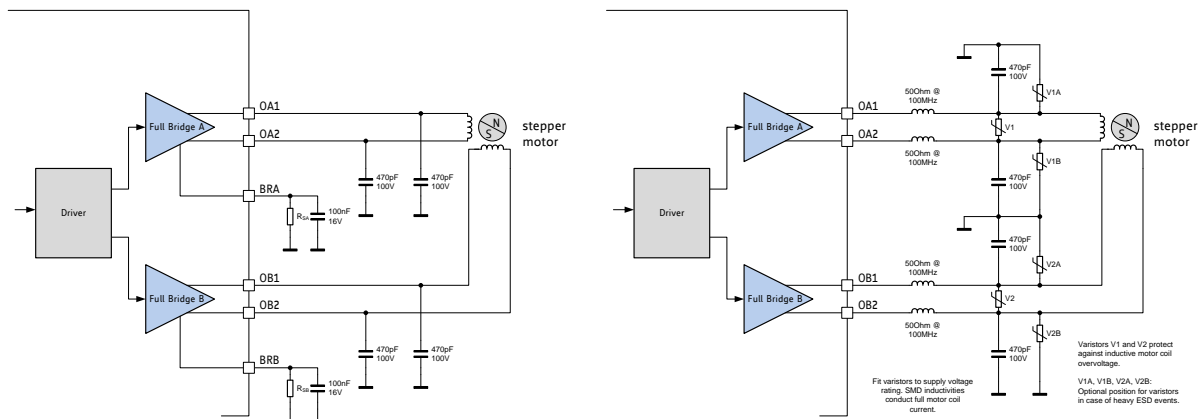 OA1
OA2
Full Bridge A
N
S
stepper
motor
470pF
100V
470pF
100V
BRA
Driver
RSA
100nF
16V
OB1
OB2
Full Bridge B
470pF
100V
470pF
100V
BRB
RSB
100nF
16V
470pF
100V
V1A
50Ohm @
100MHz
OA1
V1
N
S
stepper
motor
Full Bridge A
OA2
50Ohm @
100MHz
V1B
470pF
100V
Driver
470pF
100V
50Ohm @
100MHz
V2A
OB1
Full Bridge B
V2
OB2
50Ohm @
100MHz
V2B
470pF
100V
Fit varistors to supply voltage
rating. SMD inductivities
conduct full motor coil
current.
Varistors V1 and V2 protect
against inductive motor coil
overvoltage.
V1A, V1B, V2A, V2B:
Optional position for varistors
in case of heavy ESD events.